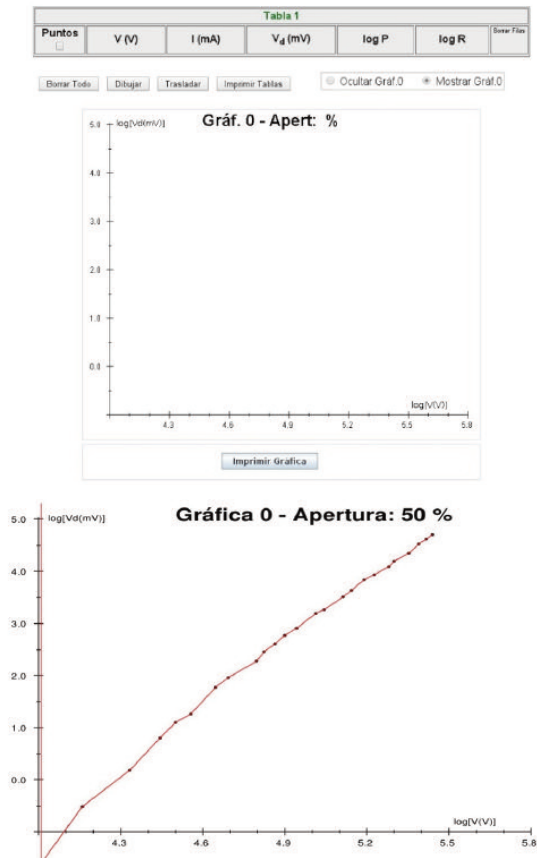 Tabla 1
Puntos V (V) I (mA) Vd (mV) log P log R Borrar Filas
Borrar Todo Dibujar Trasladar Imprimir Tablas Ocultar Gráf.0 Mostrar Gráf.0
Gráf. 0 - Apert: %
log[Vd(mV)]
5.0
4.0
3.0
2.0
1.0
0.0
log[V(V)]
4.3 4.6 4.9 5.2 5.5 5.8
Imprimir Gráfica
Gráfica 0 - Apertura: 50 %
log[Vd(mV)]
5.0
4.0
3.0
2.0
1.0
0.0
log[V(V)]
4.3 4.6 4.9 5.2 5.5 5.8